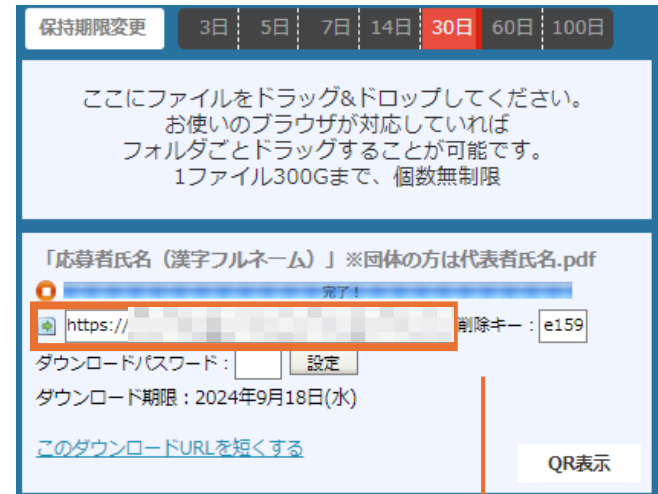 保持期限変更 3日 5日 7日 14日 30日 60日 100日
ここにファイルをドラッグ&ドロップしてください。
お使いのブラウザが対応していれば
フォルダごとドラッグすることが可能です。
1ファイル300Gまで、個数無制限
「応募者氏名（漢字フルネーム）」※団体の方は代表者氏名.pdf
完了！
https:// 削除キー：e159
ダウンロードパスワード： 設定
ダウンロード期限：2024年9月18日(水)
このダウンロードURLを短くする
QR表示